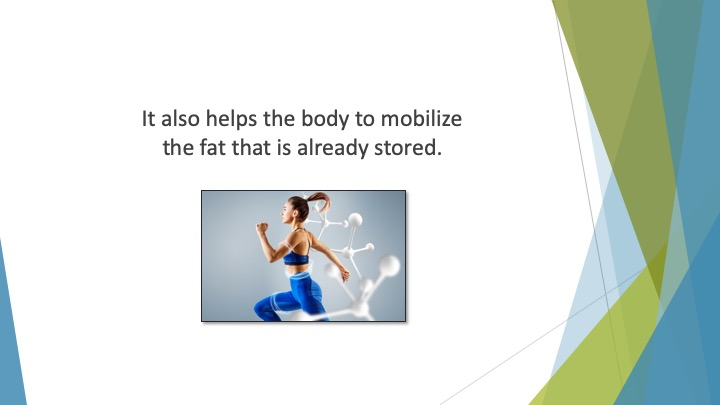 It also helps the body to mobilize
the fat that is already stored.